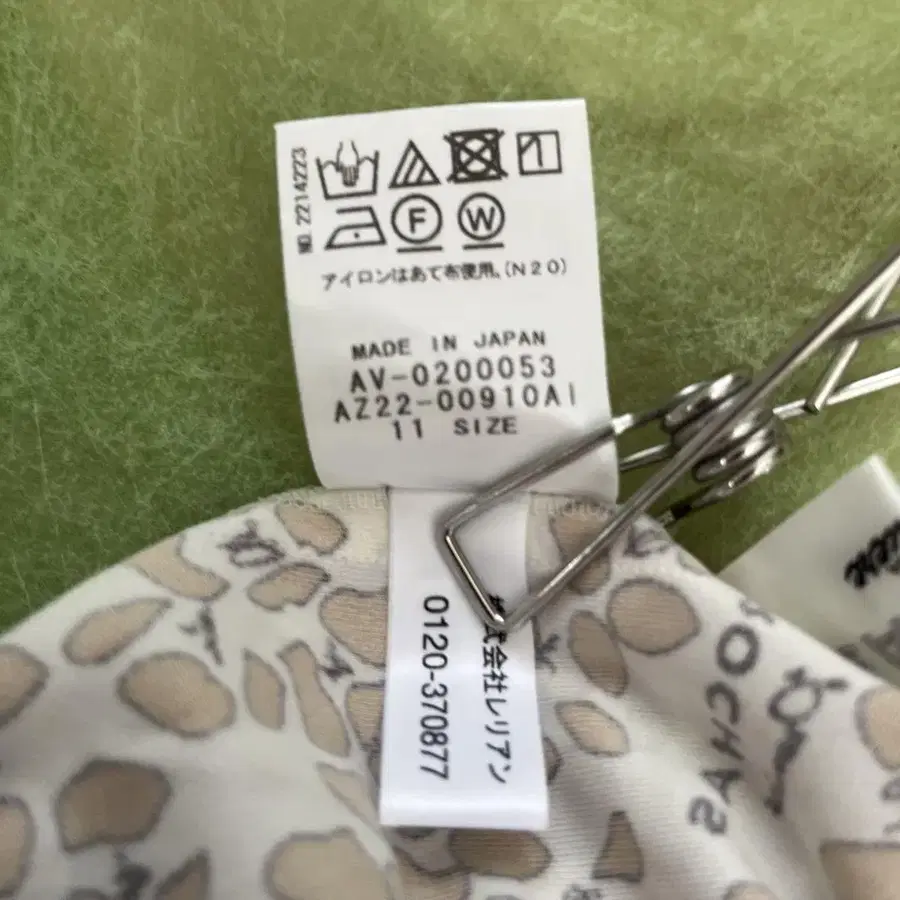 NO. 2214223
F W
アイロンはあて布使用。(N20)
MADE IN JAPAN
AV-0200053
AZ22-00910AI
11 SIZE
株式会社レリアン
0120-370877
ROCHAS